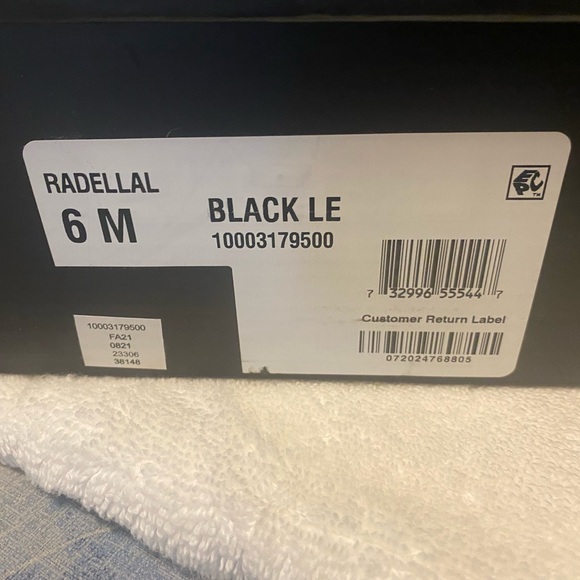 RADELLAL
6 M
BLACK LE
10003179500
7 32996 55544 7
Customer Return Label
072024768805
10003179500
FA21
0821
23306
38148